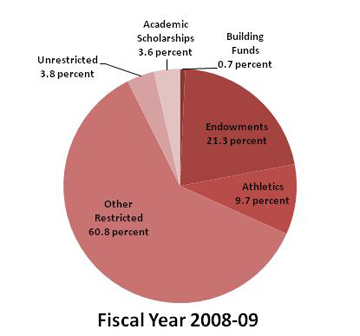 Academic
Scholarships
3.6 percent
Building
Funds
0.7 percent
Unrestricted
3.8 percent
Endowments
21.3 percent
Athletics
9.7 percent
Other
Restricted
60.8 percent
Fiscal Year 2008-09